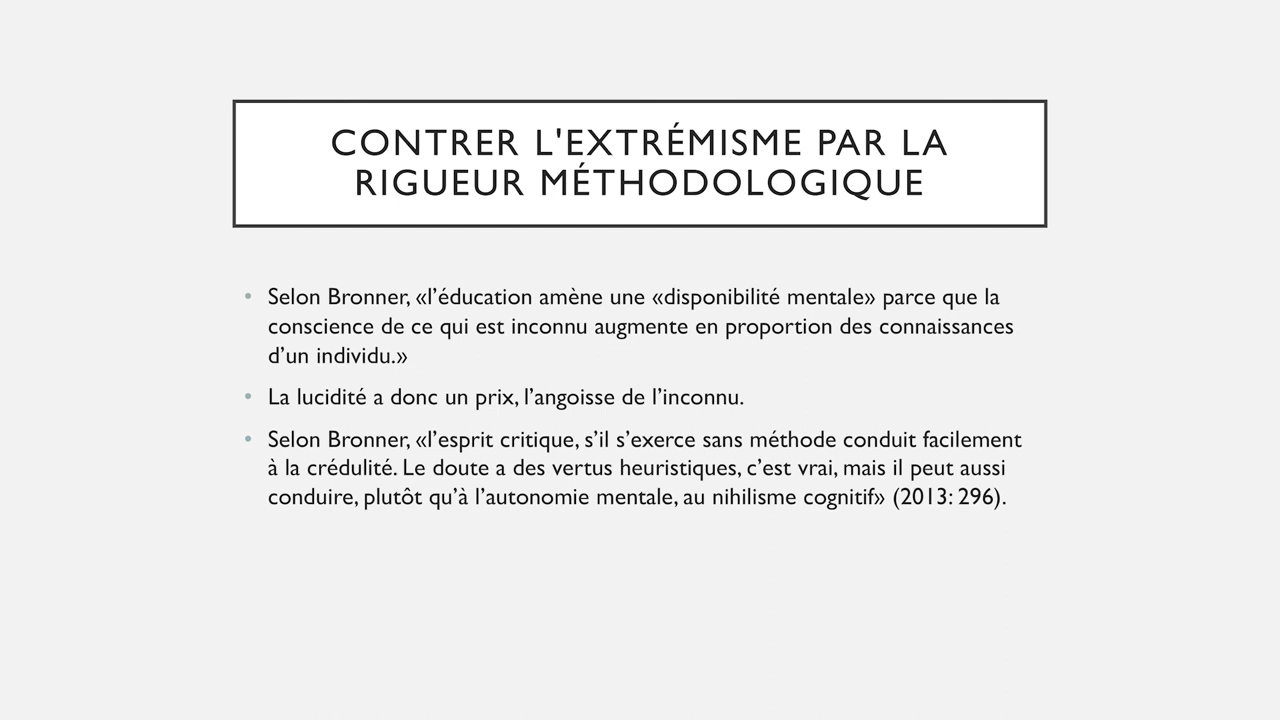 CONTRER L'EXTRÉMISME PAR LA
RIGUEUR MÉTHODOLOGIQUE
• Selon Bronner, «l’éducation amène une «disponibilité mentale» parce que la
conscience de ce qui est inconnu augmente en proportion des connaissances
d’un individu.»
• La lucidité a donc un prix, l’angoisse de l’inconnu.
• Selon Bronner, «l’esprit critique, s’il s’exerce sans méthode conduit facilement
à la crédulité. Le doute a des vertus heuristiques, c’est vrai, mais il peut aussi
conduire, plutôt qu’à l’autonomie mentale, au nihilisme cognitif» (2013: 296).